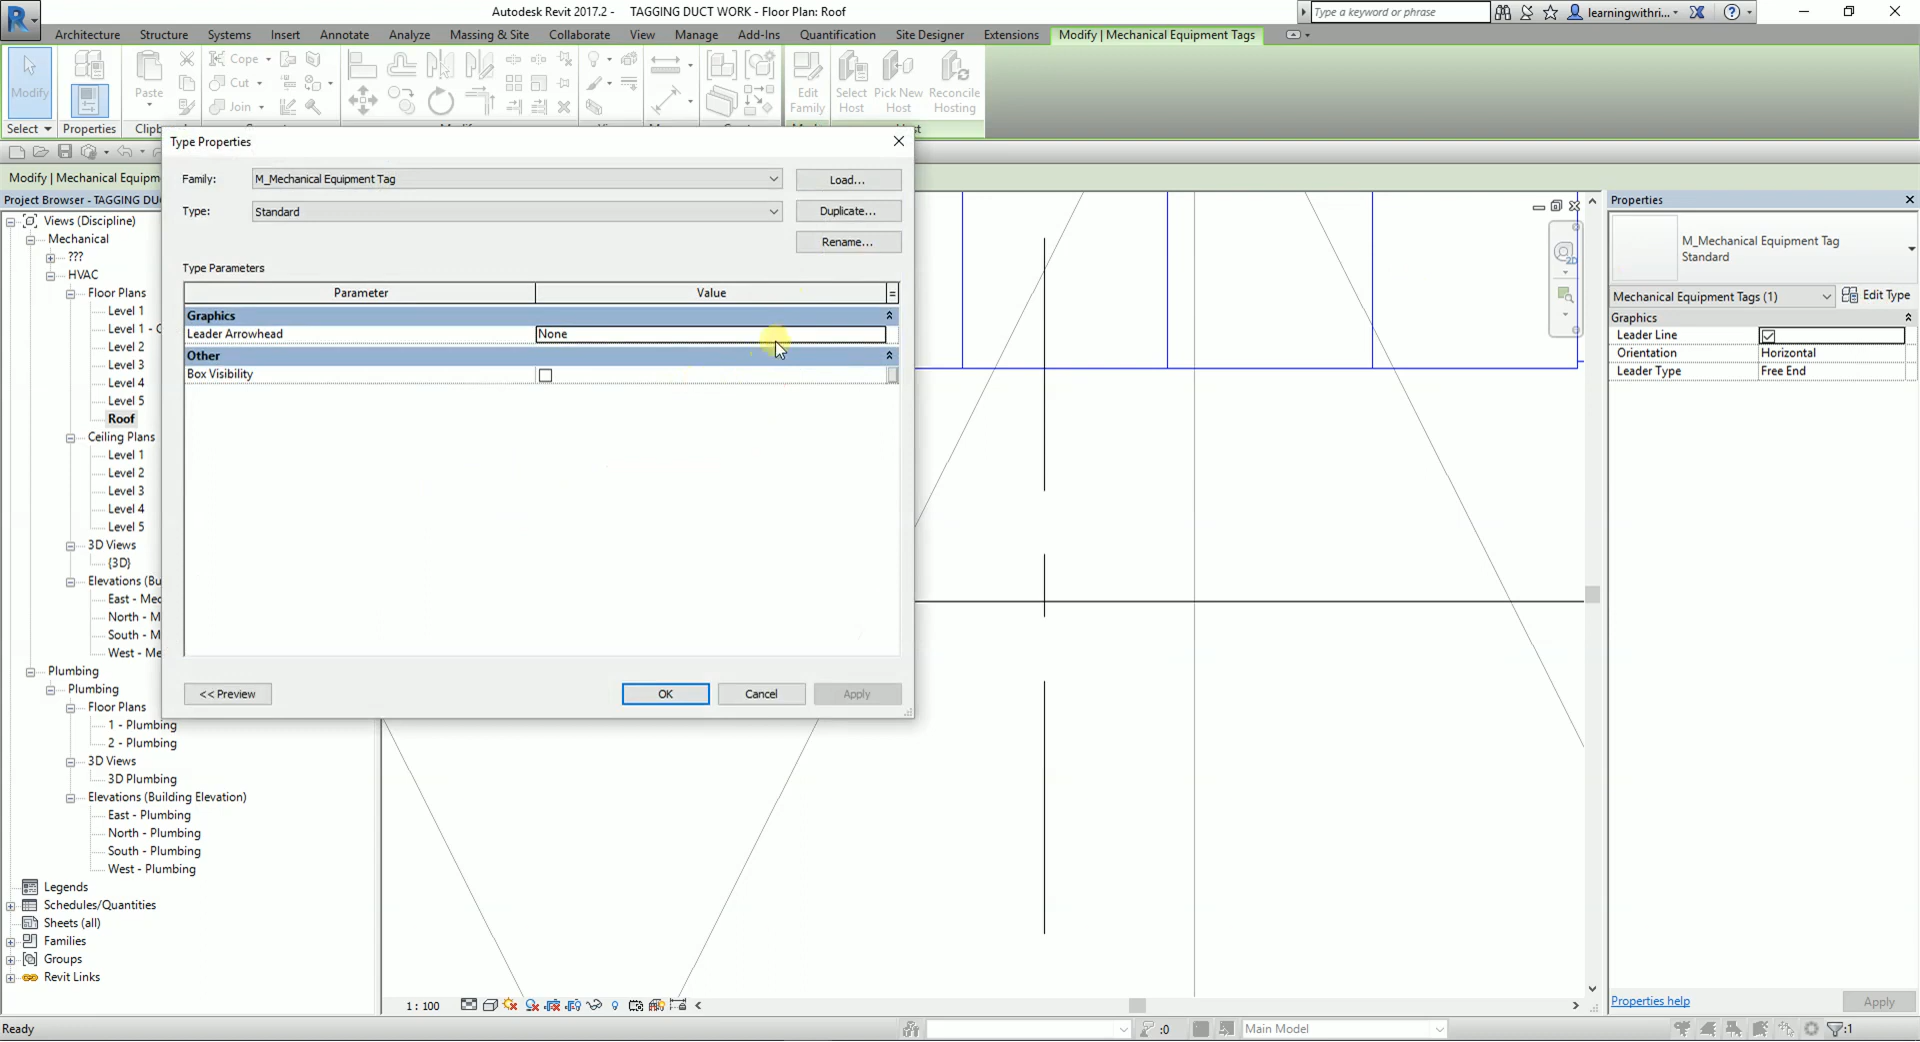 Autodesk Revit 2017.2 - TAGGING DUCT WORK - Floor Plan: Roof
Type a keyword or phrase
learningwithri...
Architecture Structure Systems Insert Annotate Analyze Massing & Site Collaborate View Manage Add-Ins Quantification Site Designer Extensions Modify | Mechanical Equipment Tags
Modify
Paste
Cope
Cut
Join
Edit Family
Select Host
Pick New Host
Reconcile Hosting
Select
Properties
Modify | Mechanical Equipm
Project Browser - TAGGING DU
Views (Discipline)
Mechanical
???
HVAC
Floor Plans
Level 1
Level 1 - C
Level 2
Level 3
Level 4
Level 5
Roof
Ceiling Plans
Level 1
Level 2
Level 3
Level 4
Level 5
3D Views
{3D}
Elevations (Bu
East - Mec
North - M
South - M
West - Me
Plumbing
Plumbing
Floor Plans
1 - Plumbing
2 - Plumbing
3D Views
3D Plumbing
Elevations (Building Elevation)
East - Plumbing
North - Plumbing
South - Plumbing
West - Plumbing
Legends
Schedules/Quantities
Sheets (all)
Families
Groups
Revit Links
Type Properties
Family: M_Mechanical Equipment Tag Load...
Type: Standard Duplicate...
Rename...
Type Parameters
Parameter Value =
Graphics
Leader Arrowhead None
Other
Box Visibility
<< Preview OK Cancel Apply
Properties
M_Mechanical Equipment Tag
Standard
Mechanical Equipment Tags (1) Edit Type
Graphics
Leader Line
Orientation Horizontal
Leader Type Free End
Properties help Apply
2D
1 : 100
Ready
:0
Main Model
:1